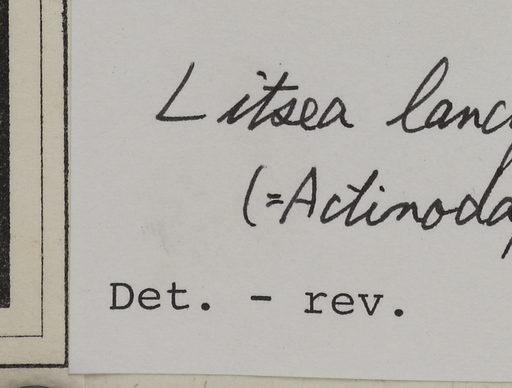 Litsea lanc
(=Actinoda
Det. - rev.